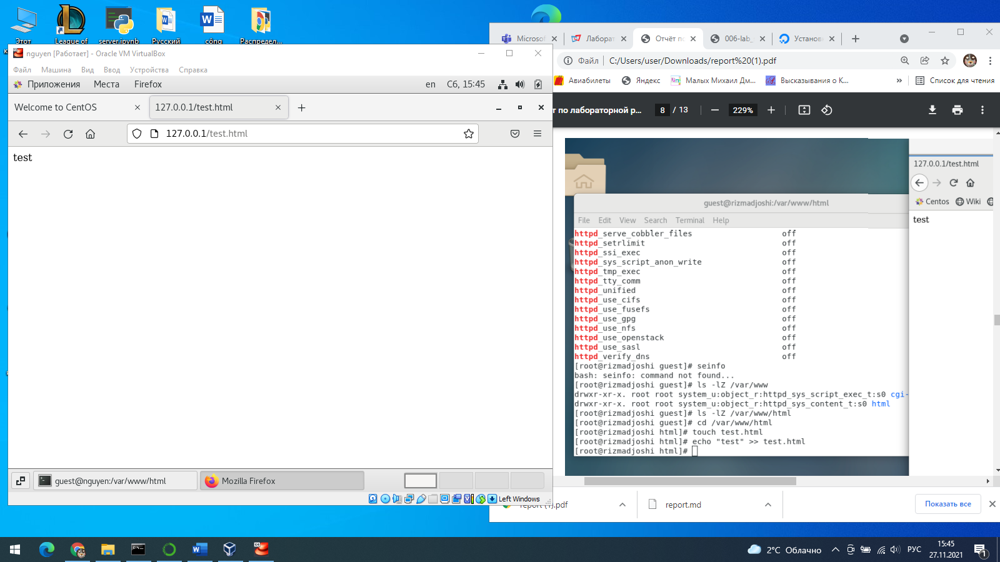 Этот
League of
server.ipynb
Русский
công
Распредел...
nguyen [Работает] - Oracle VM VirtualBox
Файл Машина Вид Ввод Устройства Справка
Приложения Места Firefox en Сб, 15:45
Welcome to CentOS
127.0.0.1/test.html
127.0.0.1/test.html
test
guest@nguyen:/var/www/html
Mozilla Firefox
Left Windows
Microsof
Лаборат
Отчёт по
006-lab_
Установ
Файл C:/Users/user/Downloads/report%20(1).pdf
Авиабилеты Яндекс Малых Михаил Дм... Высказывания о К... » Список для чтения
т по лабораторной р... 8 / 13 229%
guest@rizmadjoshi:/var/www/html
File Edit View Search Terminal Help
httpd_serve_cobbler_files off
httpd_setrlimit off
httpd_ssi_exec off
httpd_sys_script_anon_write off
httpd_tmp_exec off
httpd_tty_comm off
httpd_unified off
httpd_use_cifs off
httpd_use_fusefs off
httpd_use_gpg off
httpd_use_nfs off
httpd_use_openstack off
httpd_use_sasl off
httpd_verify_dns off
[root@rizmadjoshi guest]# seinfo
bash: seinfo: command not found...
[root@rizmadjoshi guest]# ls -lZ /var/www
drwxr-xr-x. root root system_u:object_r:httpd_sys_script_exec_t:s0 cgi-
drwxr-xr-x. root root system_u:object_r:httpd_sys_content_t:s0 html
[root@rizmadjoshi guest]# ls -lZ /var/www/html
[root@rizmadjoshi guest]# cd /var/www/html
[root@rizmadjoshi html]# touch test.html
[root@rizmadjoshi html]# echo "test" >> test.html
[root@rizmadjoshi html]#
127.0.0.1/test.html
Centos Wiki
test
report (1).pdf
report.md
Показать все
2°C Облачно
РУС
15:45
27.11.2021
1